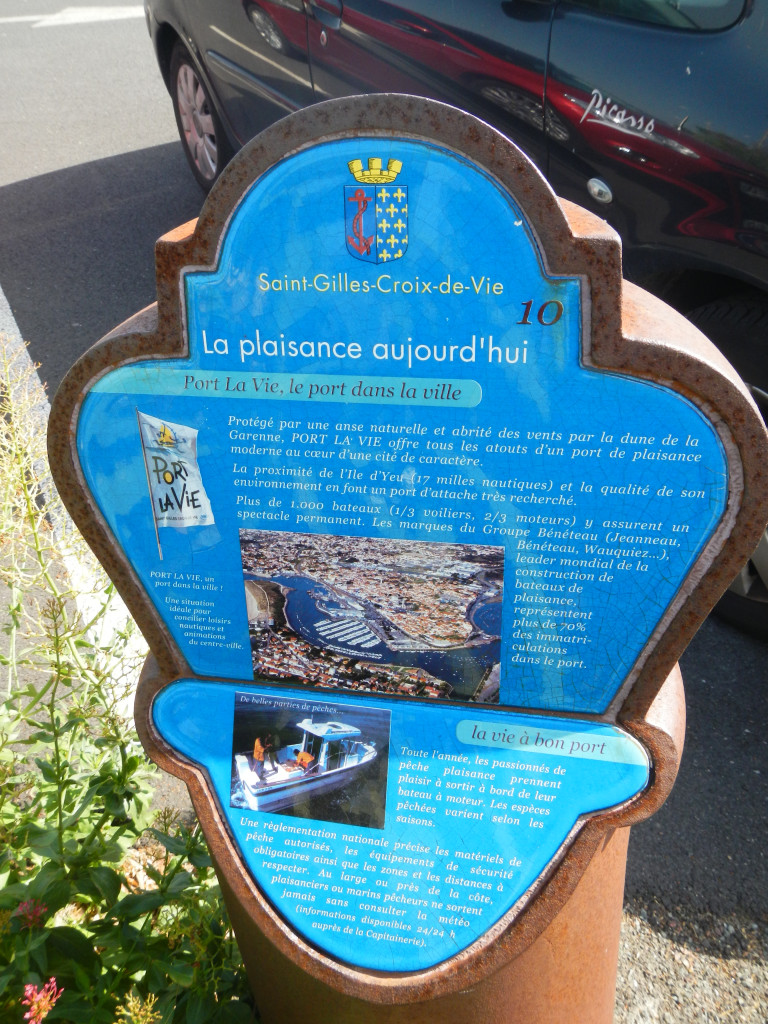 Picasso
Saint-Gilles-Croix-de-Vie
10
La plaisance aujourd'hui
Port La Vie, le port dans la ville
Protégé par une anse naturelle et abrité des vents par la dune de la
Garenne, PORT LA VIE offre tous les atouts d'un port de plaisance
moderne au cœur d'une cité de caractère.
La proximité de l'Ile d'Yeu (17 milles nautiques) et la qualité de son
environnement en font un port d'attache très recherché.
Plus de 1.000 bateaux (1/3 voiliers, 2/3 moteurs) y assurent un
spectacle permanent. Les marques du Groupe Bénéteau (Jeanneau,
Bénéteau, Wauquiez...),
leader mondial de la
construction de
bateaux de
plaisance,
représentent
plus de 70%
des immatri-
culations
dans le port.
PORT
LA VIE
PORT LA VIE, un
port dans la ville !
Une situation
idéale pour
concilier loisirs
nautiques et
animations
du centre-ville.
De belles parties de pêches...
la vie à bon port
Toute l'année, les passionnés de
pêche plaisance prennent
plaisir à sortir à bord de leur
bateau à moteur. Les espèces
pêchées varient selon les
saisons.
Une règlementation nationale précise les matériels de
pêche autorisés, les équipements de sécurité
obligatoires ainsi que les zones et les distances à
respecter. Au large ou près de la côte,
plaisanciers ou marins pêcheurs ne sortent
jamais sans consulter la météo
(informations disponibles 24/24 h
auprès de la Capitainerie).